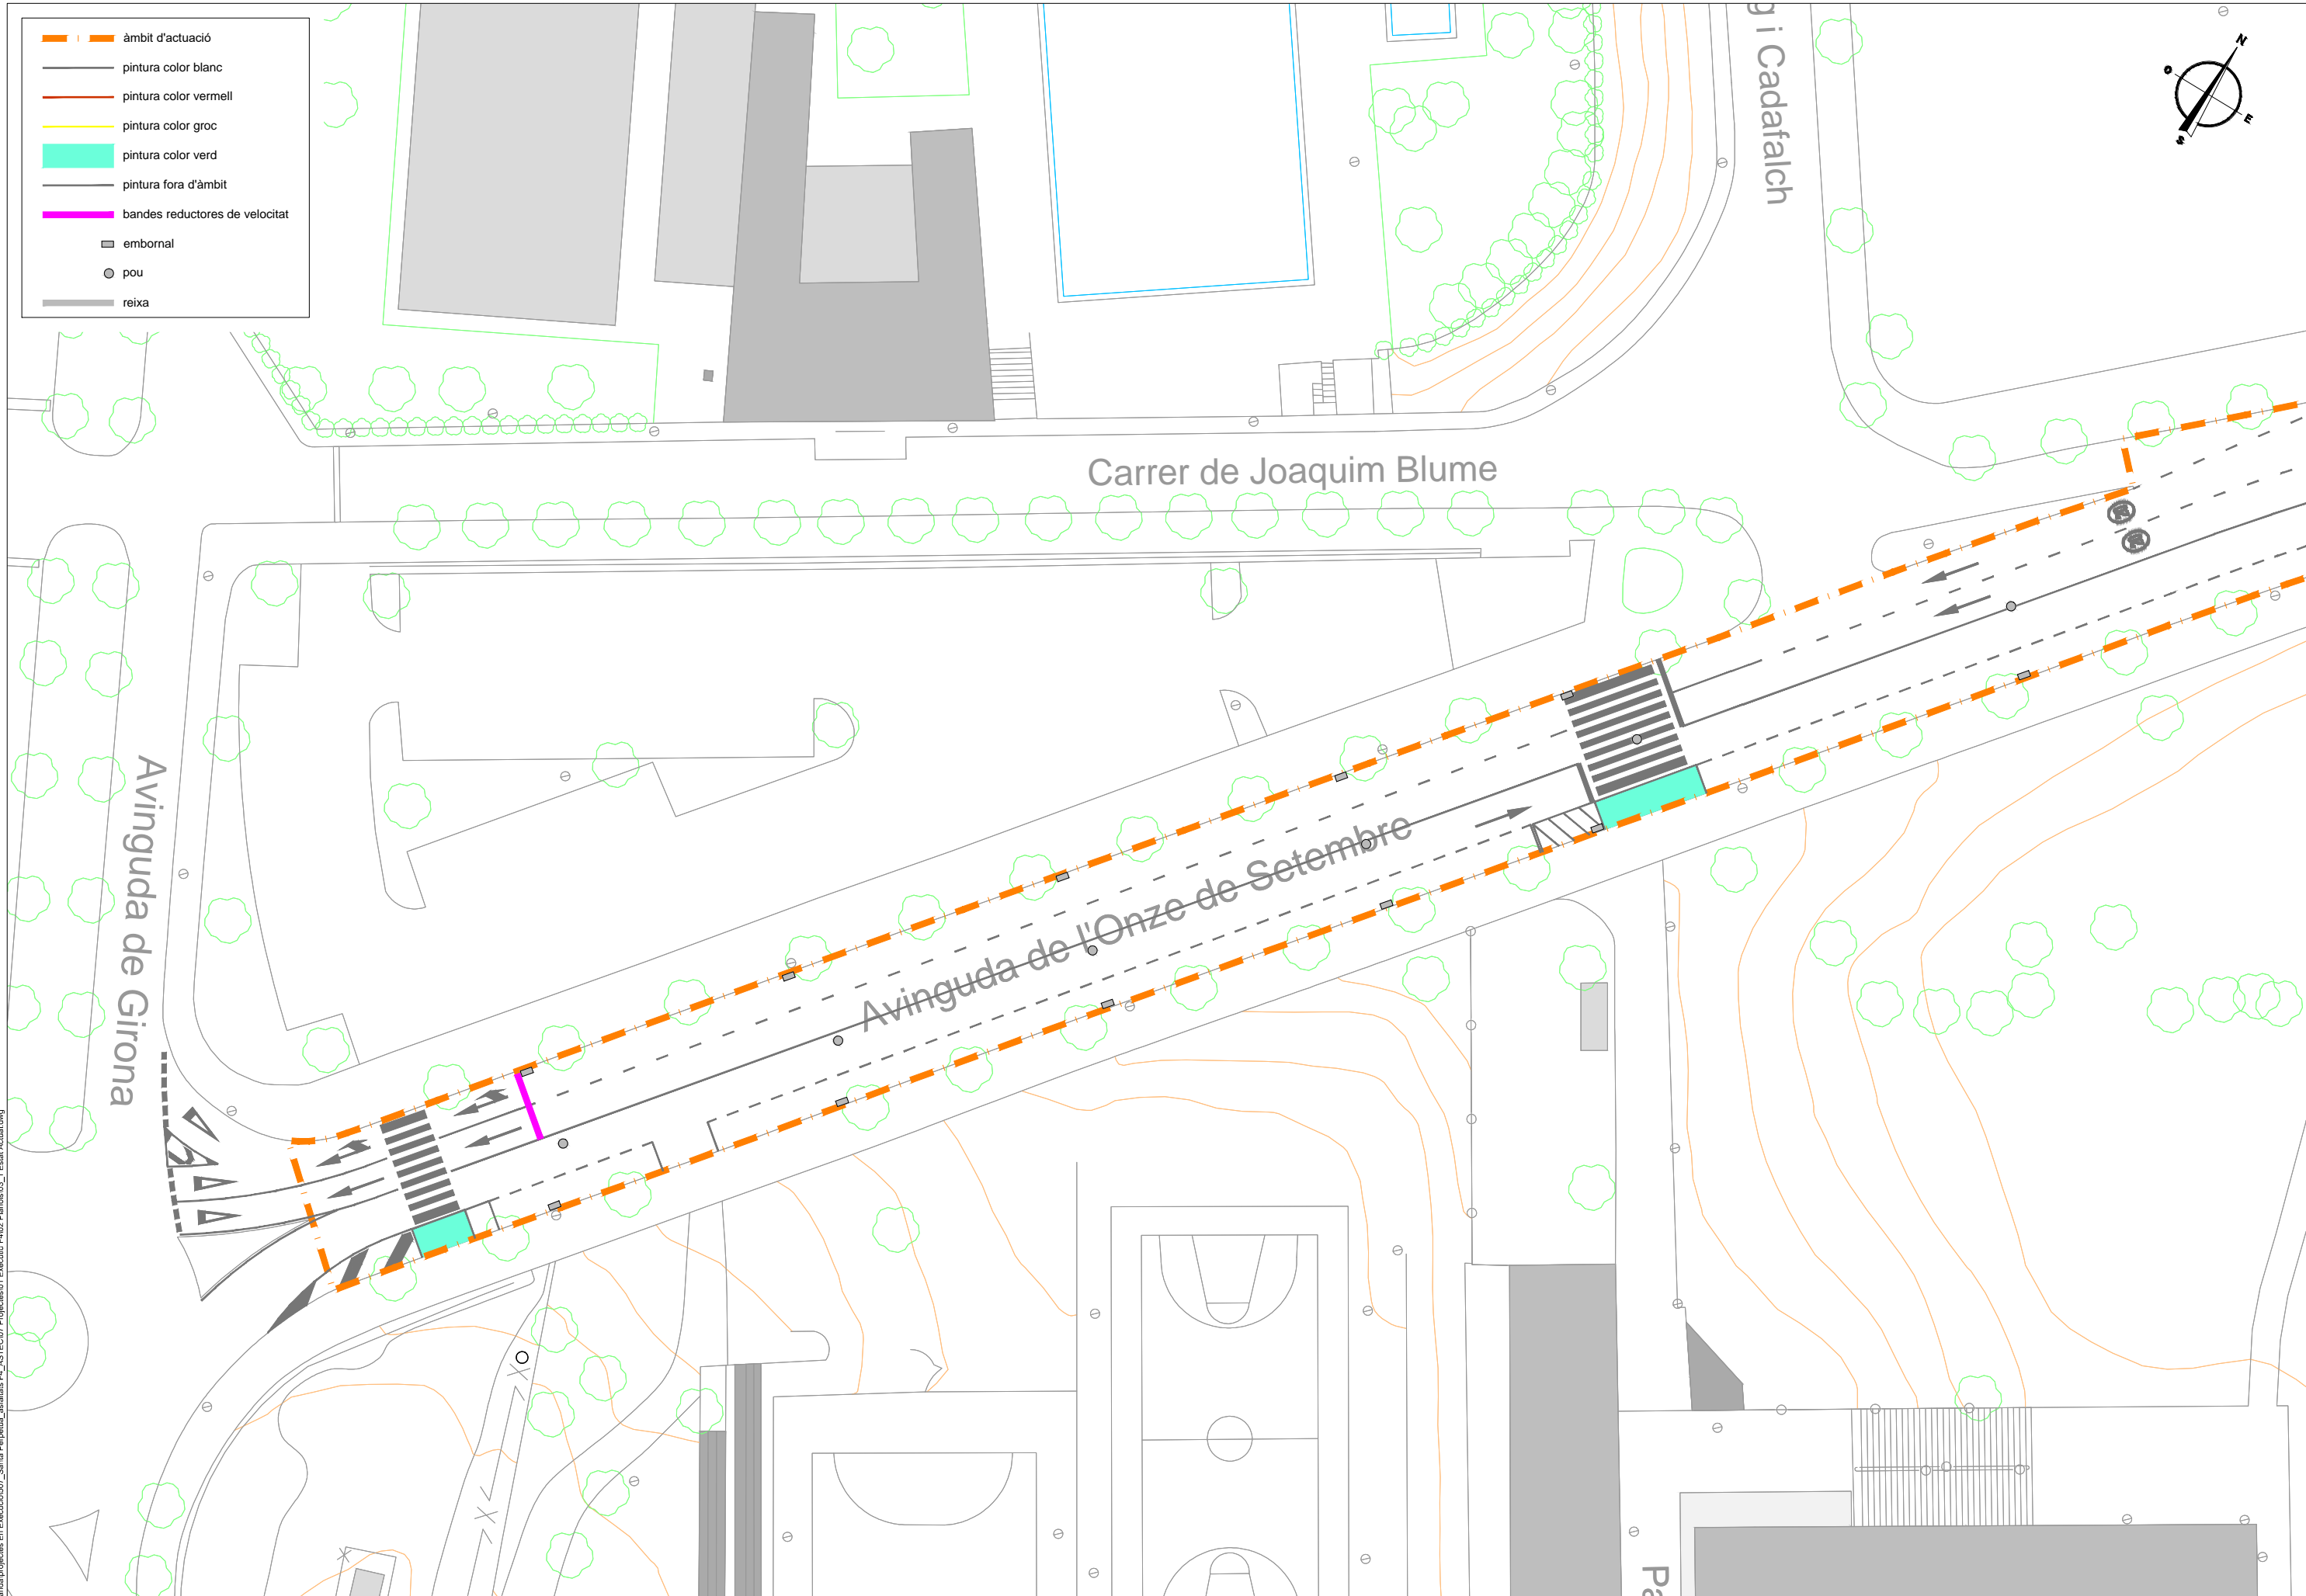 àmbit d'actuació
pintura color blanc
pintura color vermell
pintura color groc
pintura color verd
pintura fora d'àmbit
bandes reductores de velocitat
embornal
pou
reixa
g i Cadafalch
N
O
E
S
Carrer de Joaquim Blume
Avinguda de Girona
Avinguda de l'Onze de Setembre
Pa